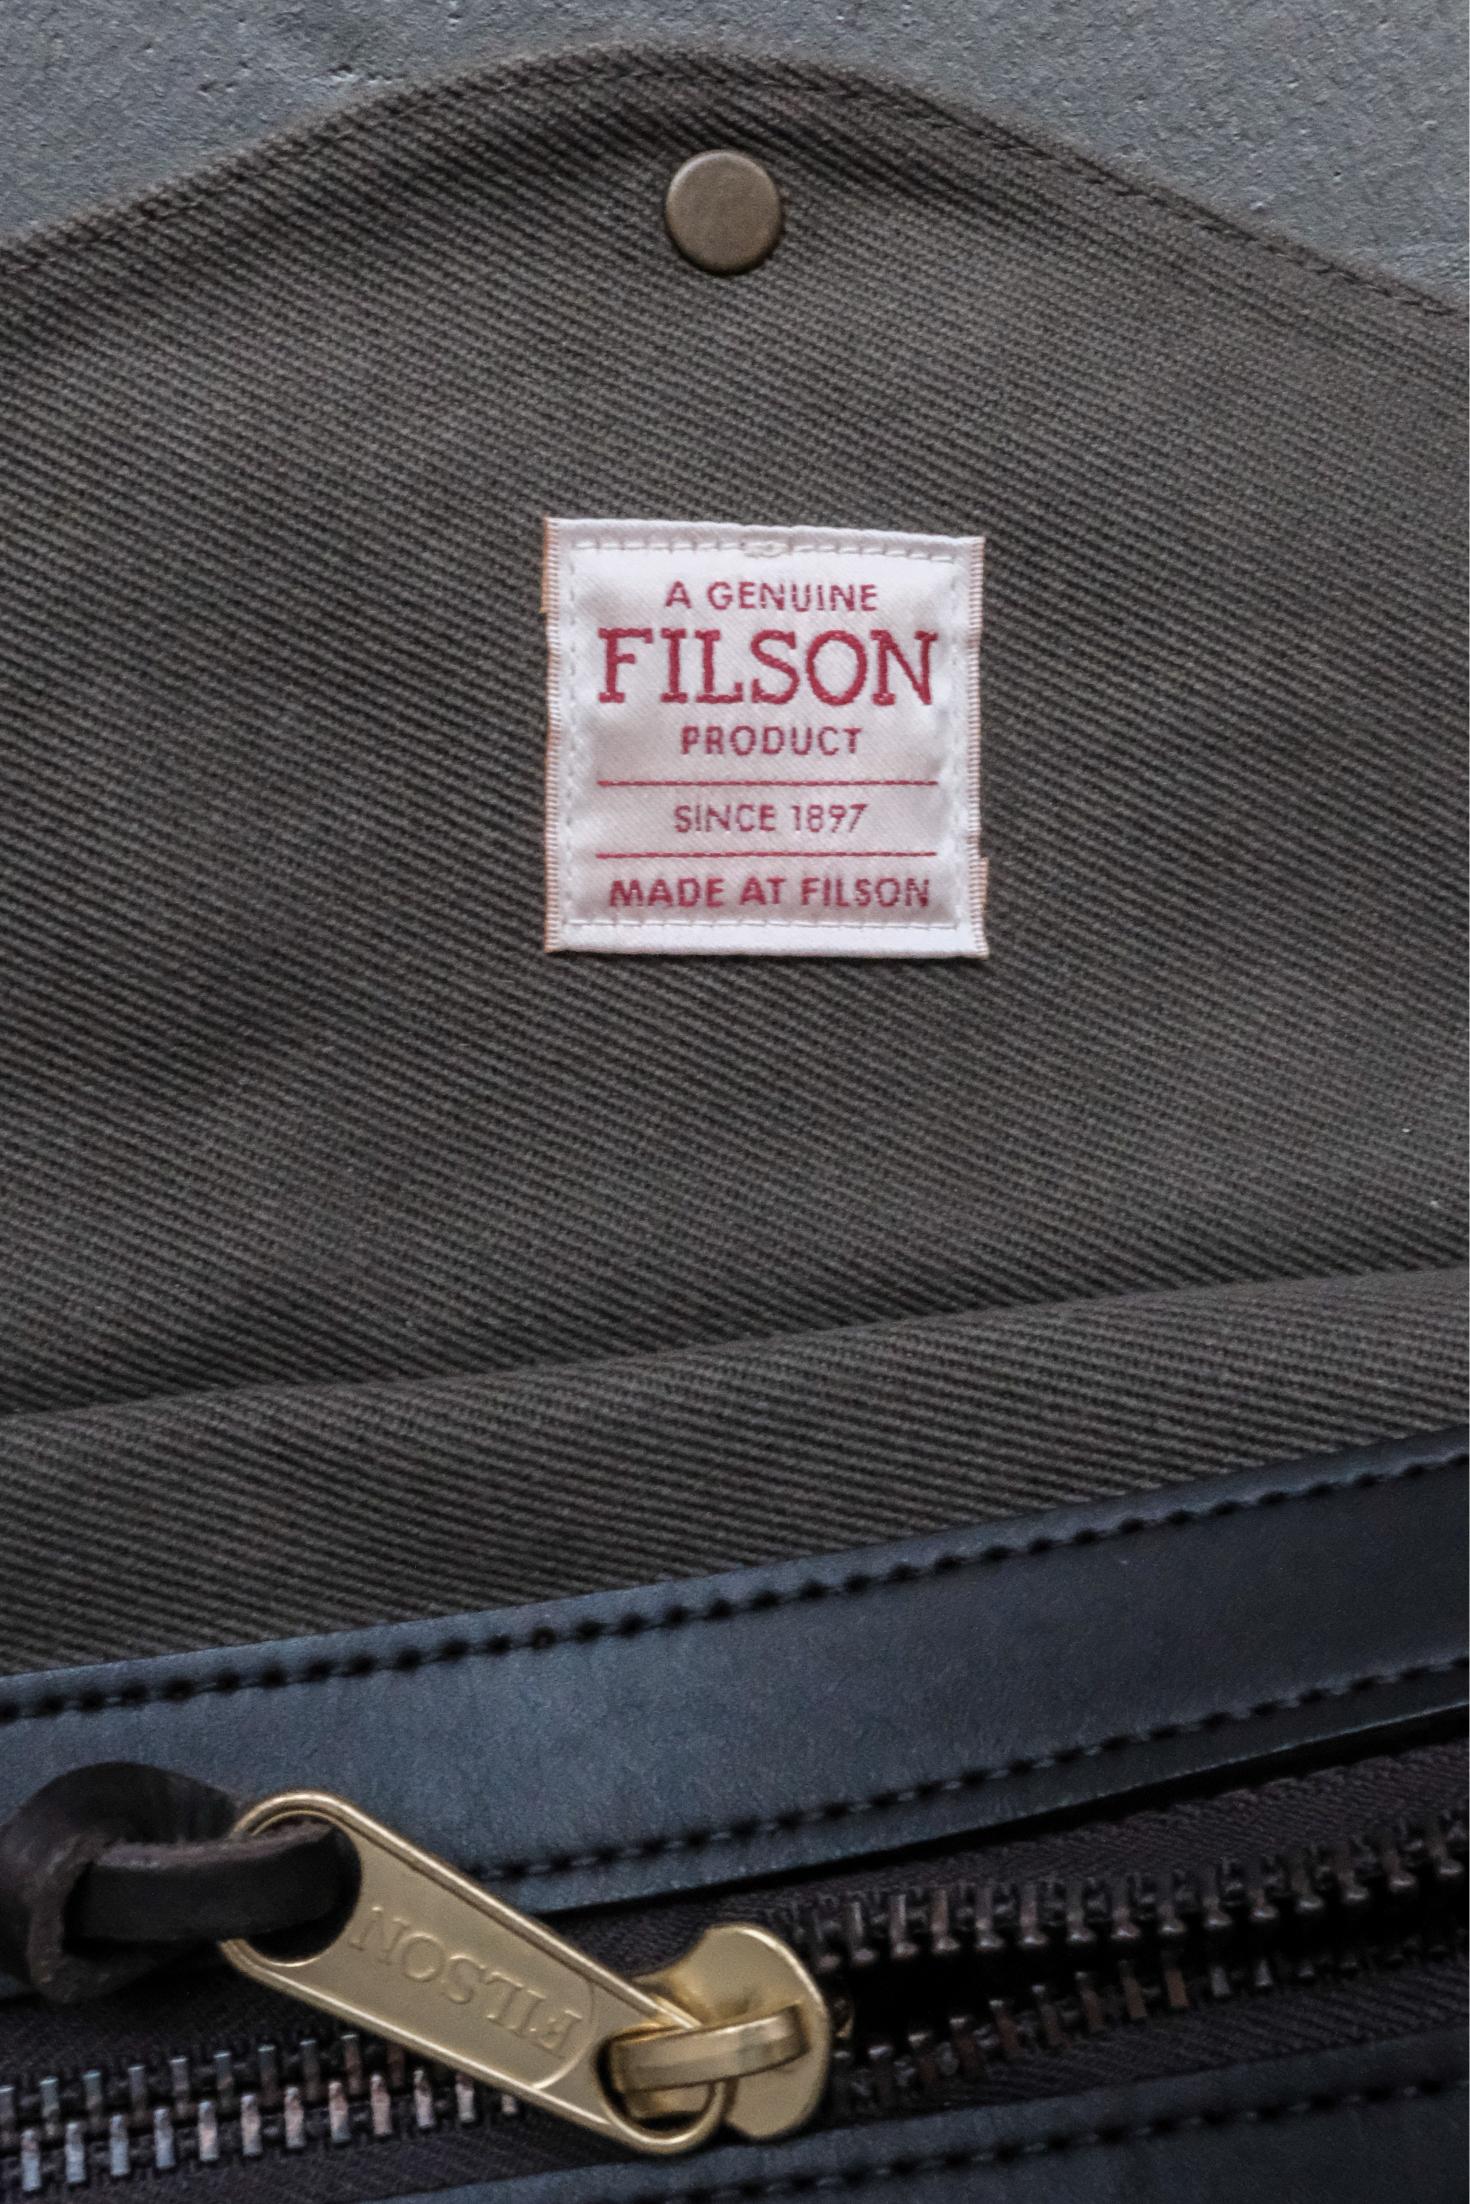 A GENUINE
FILSON
PRODUCT
SINCE 1897
MADE AT FILSON
FILSON